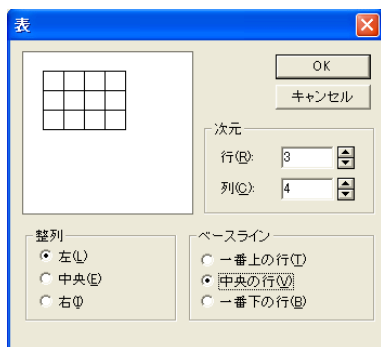 表
OK
キャンセル
次元
行(R): 3
列(C): 4
整列
左(L)
中央(E)
右(I)
ベースライン
一番上の行(T)
中央の行(V)
一番下の行(B)